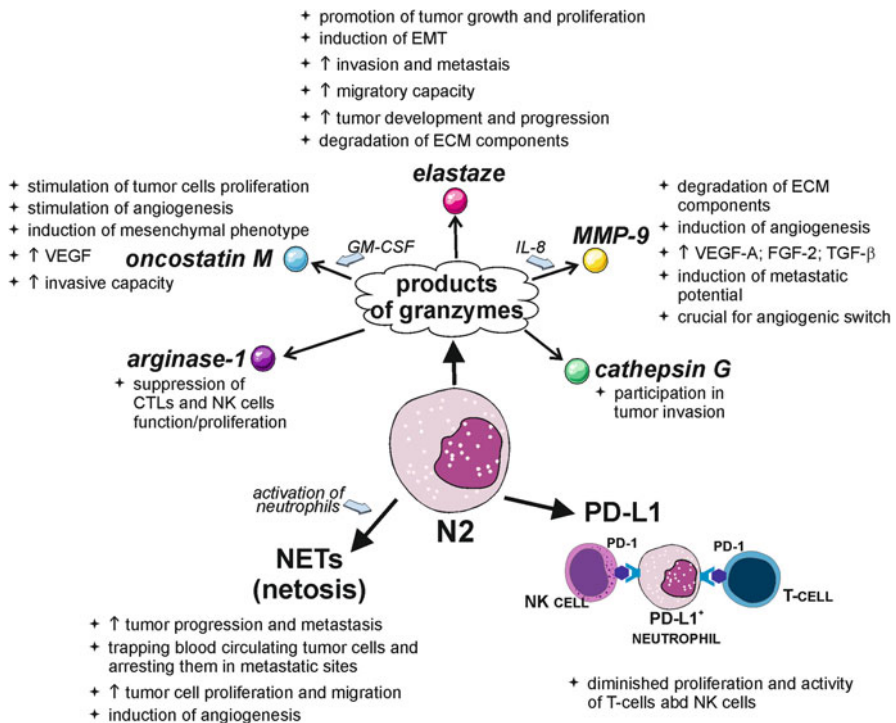 + promotion of tumor growth and proliferation
+ induction of EMT
+ ↑ invasion and metastais
+ ↑ migratory capacity
+ ↑ tumor development and progression
+ degradation of ECM components
elastaze
+ stimulation of tumor cells proliferation
+ stimulation of angiogenesis
+ induction of mesenchymal phenotype
+ ↑ VEGF
+ ↑ invasive capacity
oncostatin M
GM-CSF
IL-8
MMP-9
+ degradation of ECM
components
+ induction of angiogenesis
+ ↑ VEGF-A; FGF-2; TGF-β
+ induction of metastatic
potential
+ crucial for angiogenic switch
products
of granzymes
arginase-1
+ suppression of
CTLs and NK cells
function/proliferation
cathepsin G
+ participation in
tumor invasion
activation of
neutrophils
N2
NETs
(netosis)
+ ↑ tumor progression and metastasis
+ trapping blood circulating tumor cells and
arresting them in metastatic sites
+ ↑ tumor cell proliferation and migration
+ induction of angiogenesis
PD-L1
PD-1
PD-1
NK CELL
T-CELL
PD-L1⁺
NEUTROPHIL
+ diminished proliferation and activity
of T-cells abd NK cells